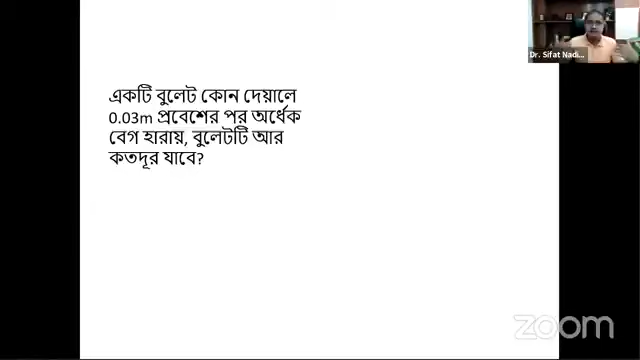 Dr. Sifat Nadi...
একটি বুলেট কোন দেয়ালে
0.03m প্রবেশের পর অর্ধেক
বেগ হারায়, বুলেটটি আর
কতদূর যাবে?
zoom